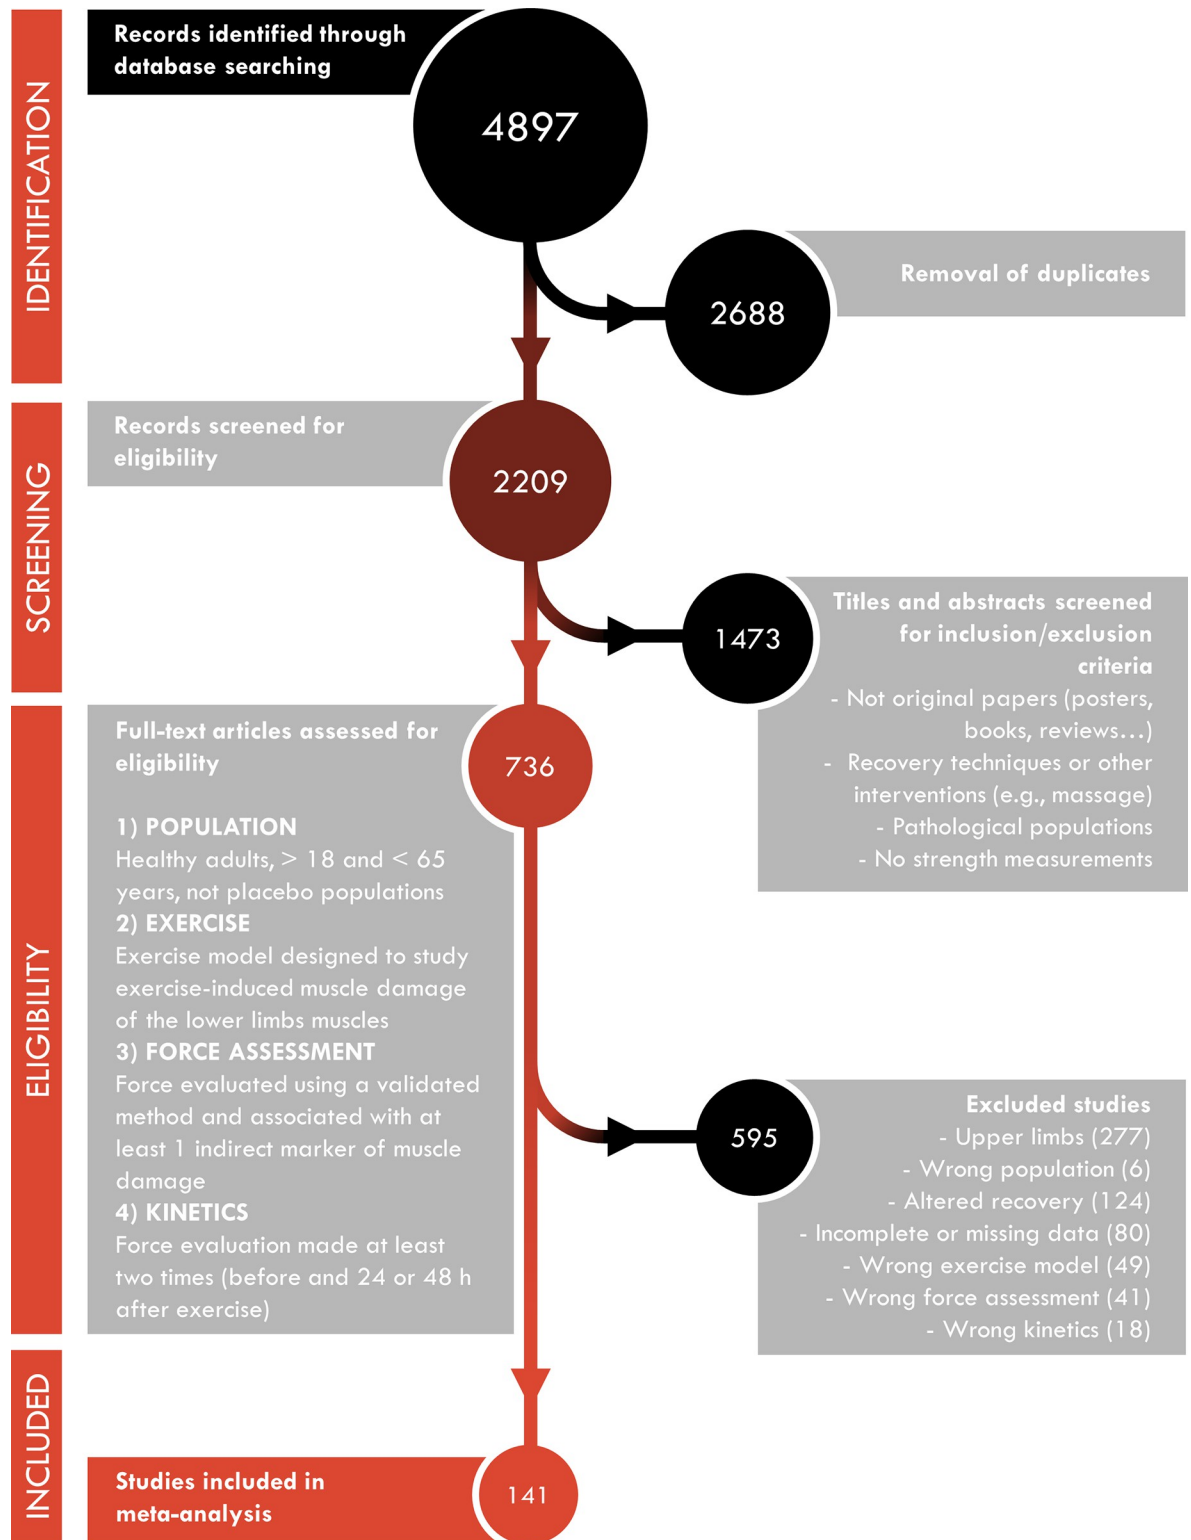 IDENTIFICATION
Records identified through
database searching
4897
Removal of duplicates
2688
SCREENING
Records screened for
eligibility
2209
1473
Titles and abstracts screened
for inclusion/exclusion
criteria
- Not original papers (posters,
books, reviews...)
- Recovery techniques or other
interventions (e.g., massage)
- Pathological populations
- No strength measurements
ELIGIBILITY
Full-text articles assessed for
eligibility
736
1) POPULATION
Healthy adults, > 18 and < 65
years, not placebo populations
2) EXERCISE
Exercise model designed to study
exercise-induced muscle damage
of the lower limbs muscles
3) FORCE ASSESSMENT
Force evaluated using a validated
method and associated with at
least 1 indirect marker of muscle
damage
4) KINETICS
Force evaluation made at least
two times (before and 24 or 48 h
after exercise)
595
Excluded studies
- Upper limbs (277)
- Wrong population (6)
- Altered recovery (124)
- Incomplete or missing data (80)
- Wrong exercise model (49)
- Wrong force assessment (41)
- Wrong kinetics (18)
INCLUDED
Studies included in
meta-analysis
141